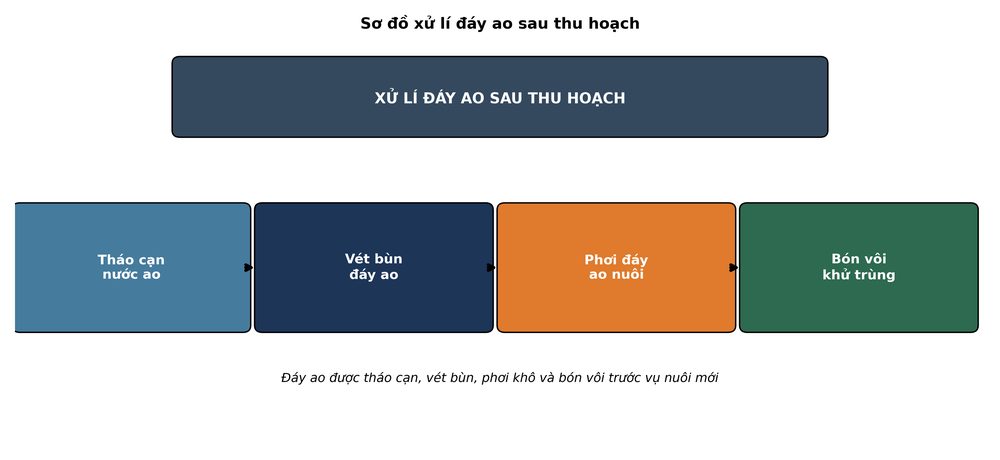 Sơ đồ xử lí đáy ao sau thu hoạch
XỬ LÍ ĐÁY AO SAU THU HOẠCH
Tháo cạn
nước ao
Vét bùn
đáy ao
Phơi đáy
ao nuôi
Bón vôi
khử trùng
Đáy ao được tháo cạn, vét bùn, phơi khô và bón vôi trước vụ nuôi mới